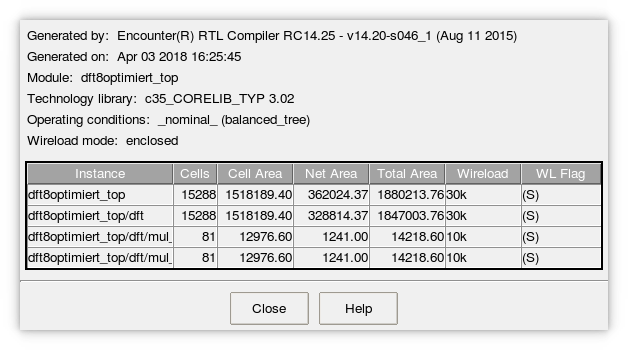 Generated by: Encounter(R) RTL Compiler RC14.25 - v14.20-s046_1 (Aug 11 2015)
Generated on: Apr 03 2018 16:25:45
Module: dft8optimiert_top
Technology library: c35_CORELIB_TYP 3.02
Operating conditions: _nominal_ (balanced_tree)
Wireload mode: enclosed
Instance Cells Cell Area Net Area Total Area Wireload WL Flag
dft8optimiert_top 15288 1518189.40 362024.37 1880213.76 30k (S)
dft8optimiert_top/dft 15288 1518189.40 328814.37 1847003.76 30k (S)
dft8optimiert_top/dft/mul_ 81 12976.60 1241.00 14218.60 10k (S)
dft8optimiert_top/dft/mul_ 81 12976.60 1241.00 14218.60 10k (S)
Close Help